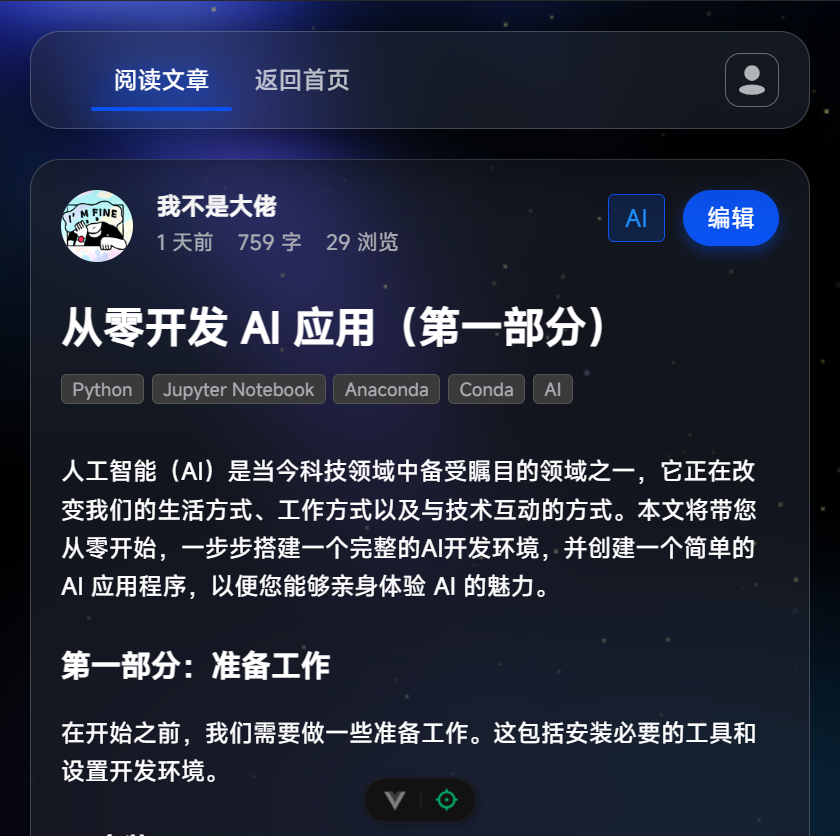 阅读文章 返回首页
I'M FINE
我不是大佬
1 天前 759 字 29 浏览
AI 编辑
从零开发 AI 应用（第一部分）
Python Jupyter Notebook Anaconda Conda AI
人工智能（AI）是当今科技领域中备受瞩目的领域之一，它正在改
变我们的生活方式、工作方式以及与技术互动的方式。本文将带您
从零开始，一步步搭建一个完整的AI开发环境，并创建一个简单的
AI 应用程序，以便您能够亲身体验 AI 的魅力。
第一部分：准备工作
在开始之前，我们需要做一些准备工作。这包括安装必要的工具和
设置开发环境。